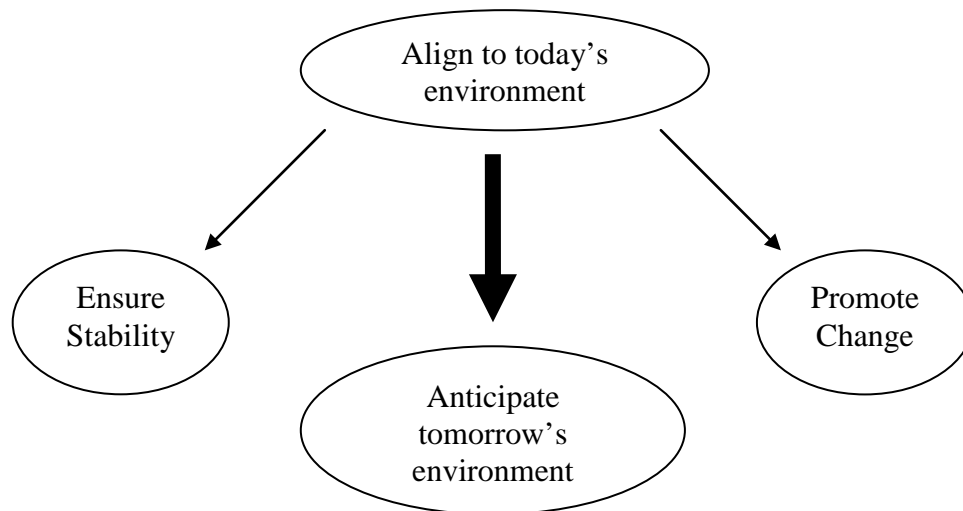 Align to today’s
environment
Ensure
Stability
Promote
Change
Anticipate
tomorrow’s
environment